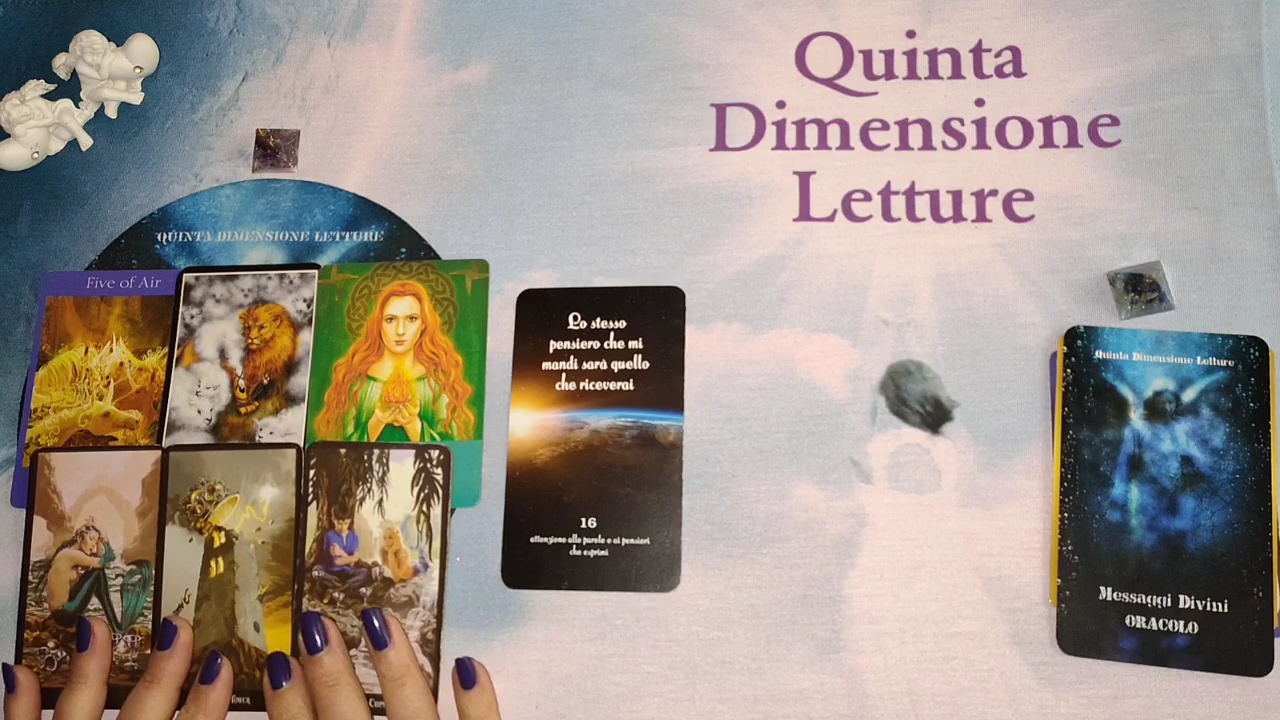 Quinta
Dimensione
Letture
QUINTA DIMENSIONE LETTURE
Five of Air
Lo stesso
pensiero che mi
mandi sarà quello
che riceverai
16
attenzione alle parole e ai pensieri
che esprimi
Quinta Dimensione Letture
Messaggi Divini
ORACOLO